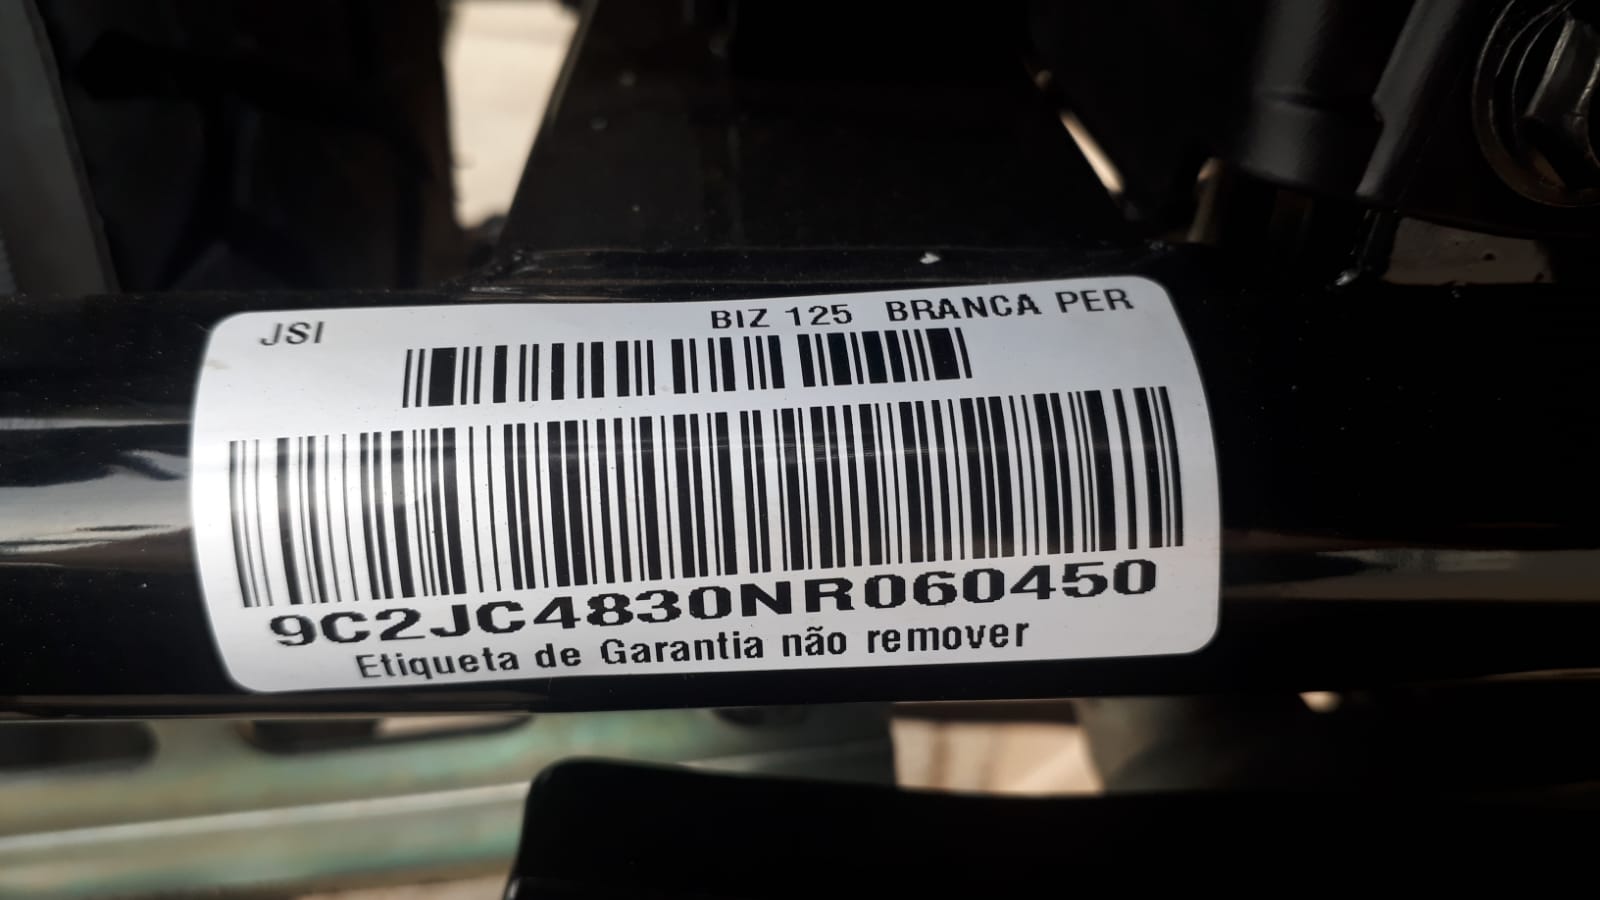 JSI BIZ 125 BRANCA PER
9C2JC4830NR060450
Etiqueta de Garantia não remover